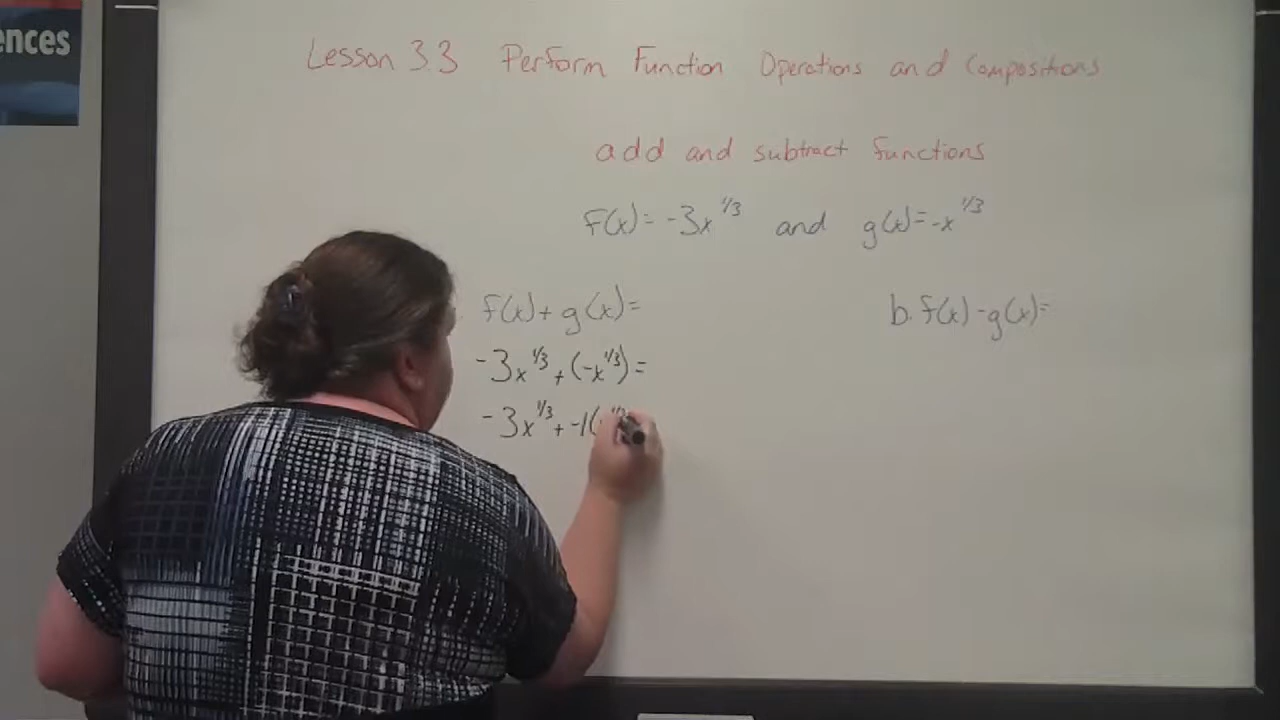 ences
Lesson 3.3 Perform Function Operations and Compositions
add and subtract functions
f(x) = -3x^1/3 and g(x) = -x^1/3
f(x) + g(x) =
b. f(x) - g(x) =
-3x^1/3 + (-x^1/3) =
-3x^1/3 + -1(